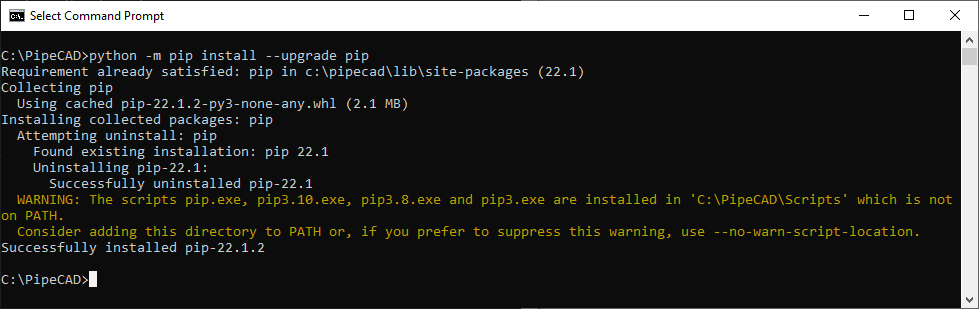 Select Command Prompt
C:\PipeCAD>python -m pip install --upgrade pip
Requirement already satisfied: pip in c:\pipecad\lib\site-packages (22.1)
Collecting pip
  Using cached pip-22.1.2-py3-none-any.whl (2.1 MB)
Installing collected packages: pip
  Attempting uninstall: pip
    Found existing installation: pip 22.1
    Uninstalling pip-22.1:
      Successfully uninstalled pip-22.1
  WARNING: The scripts pip.exe, pip3.10.exe, pip3.8.exe and pip3.exe are installed in 'C:\PipeCAD\Scripts' which is not
on PATH.
  Consider adding this directory to PATH or, if you prefer to suppress this warning, use --no-warn-script-location.
Successfully installed pip-22.1.2
C:\PipeCAD>